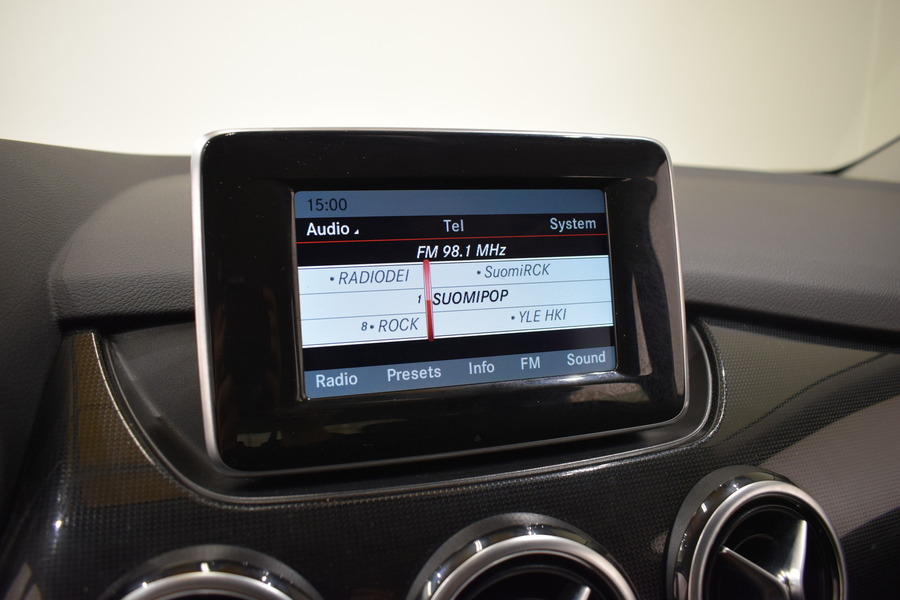 15:00
Audio Tel System
FM 98.1 MHz
• RADIODEI • SuomiRCK
1 SUOMIPOP
8• ROCK • YLE HKI
Radio Presets Info FM Sound